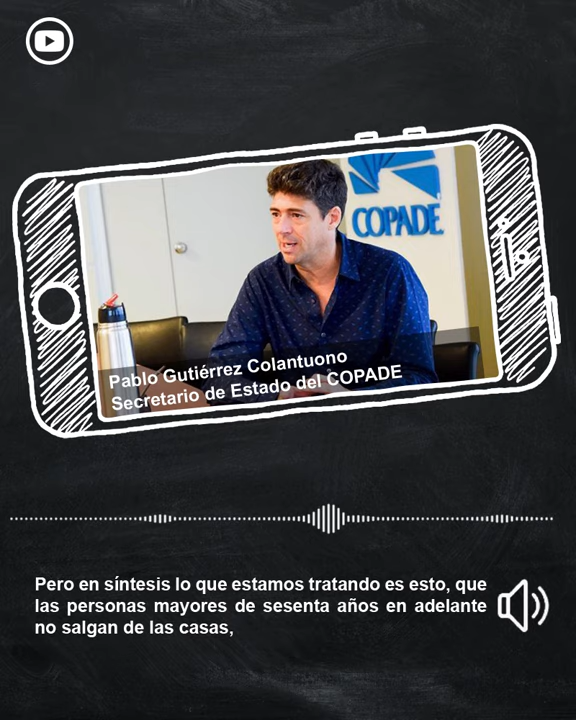 COPADE
Pablo Gutiérrez Colantuono
Secretario de Estado del COPADE
Pero en síntesis lo que estamos tratando es esto, que
las personas mayores de sesenta años en adelante
no salgan de las casas,